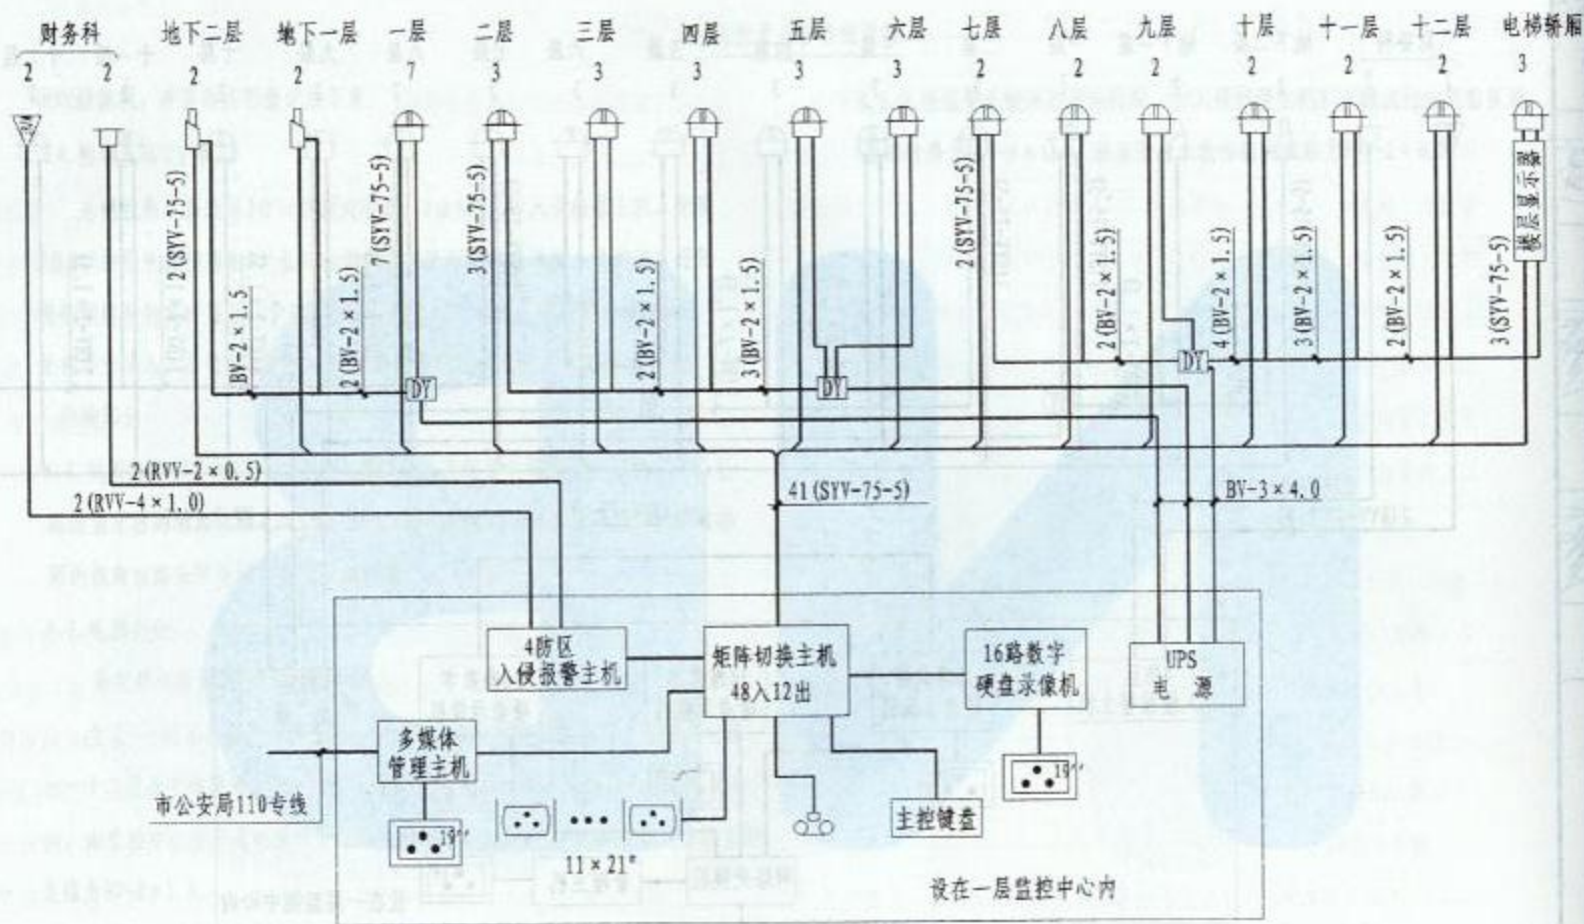 财务科 地下二层 地下一层 一层 二层 三层 四层 五层 六层 七层 八层 九层 十层 十一层 十二层 电梯轿厢
2 2 2 2 7 3 3 3 3 3 2 2 2 2 2 2 3
2(SYV-75-5)
7(SYV-75-5)
3(SYV-75-5)
2(SYV-75-5)
楼层显示器
3(SYV-75-5)
BV-2×1.5
2(BV-2×1.5)
2(BV-2×1.5)
3(BV-2×1.5)
2(BV-2×1.5)
4(BV-2×1.5)
3(BV-2×1.5)
2(BV-2×1.5)
DY
DY
DY
2(RVV-2×0.5)
2(RVV-4×1.0)
41(SYV-75-5)
BV-3×4.0
4防区
入侵报警主机
矩阵切换主机
48入12出
16路数字
硬盘录像机
UPS
电 源
多媒体
管理主机
市公安局110专线
19''
19''
主控键盘
11×21"
设在一层监控中心内